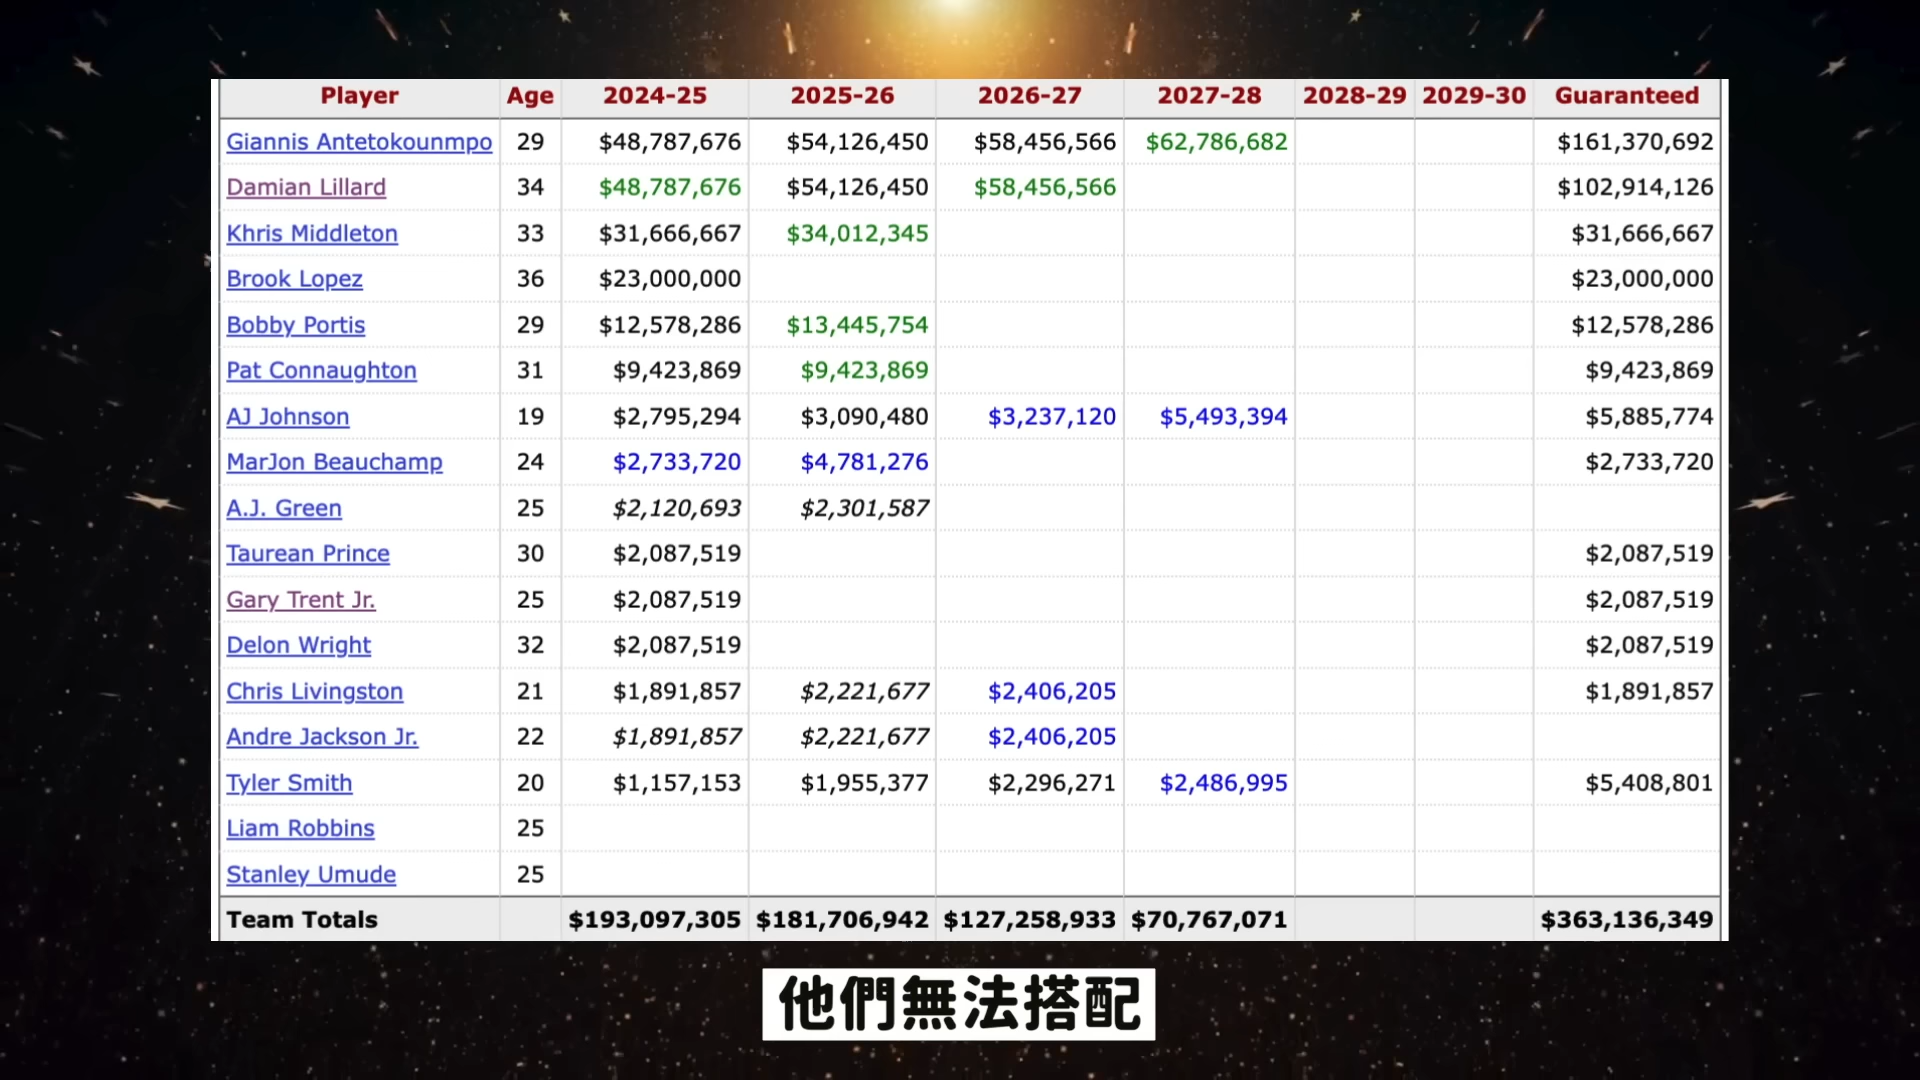 Player Age 2024-25 2025-26 2026-27 2027-28 2028-29 2029-30 Guaranteed
Giannis Antetokounmpo 29 $48,787,676 $54,126,450 $58,456,566 $62,786,682 $161,370,692
Damian Lillard 34 $48,787,676 $54,126,450 $58,456,566 $102,914,126
Khris Middleton 33 $31,666,667 $34,012,345 $31,666,667
Brook Lopez 36 $23,000,000 $23,000,000
Bobby Portis 29 $12,578,286 $13,445,754 $12,578,286
Pat Connaughton 31 $9,423,869 $9,423,869 $9,423,869
AJ Johnson 19 $2,795,294 $3,090,480 $3,237,120 $5,493,394 $5,885,774
MarJon Beauchamp 24 $2,733,720 $4,781,276 $2,733,720
A.J. Green 25 $2,120,693 $2,301,587
Taurean Prince 30 $2,087,519 $2,087,519
Gary Trent Jr. 25 $2,087,519 $2,087,519
Delon Wright 32 $2,087,519 $2,087,519
Chris Livingston 21 $1,891,857 $2,221,677 $2,406,205 $1,891,857
Andre Jackson Jr. 22 $1,891,857 $2,221,677 $2,406,205
Tyler Smith 20 $1,157,153 $1,955,377 $2,296,271 $2,486,995 $5,408,801
Liam Robbins 25
Stanley Umude 25
Team Totals $193,097,305 $181,706,942 $127,258,933 $70,767,071 $363,136,349
他們無法搭配